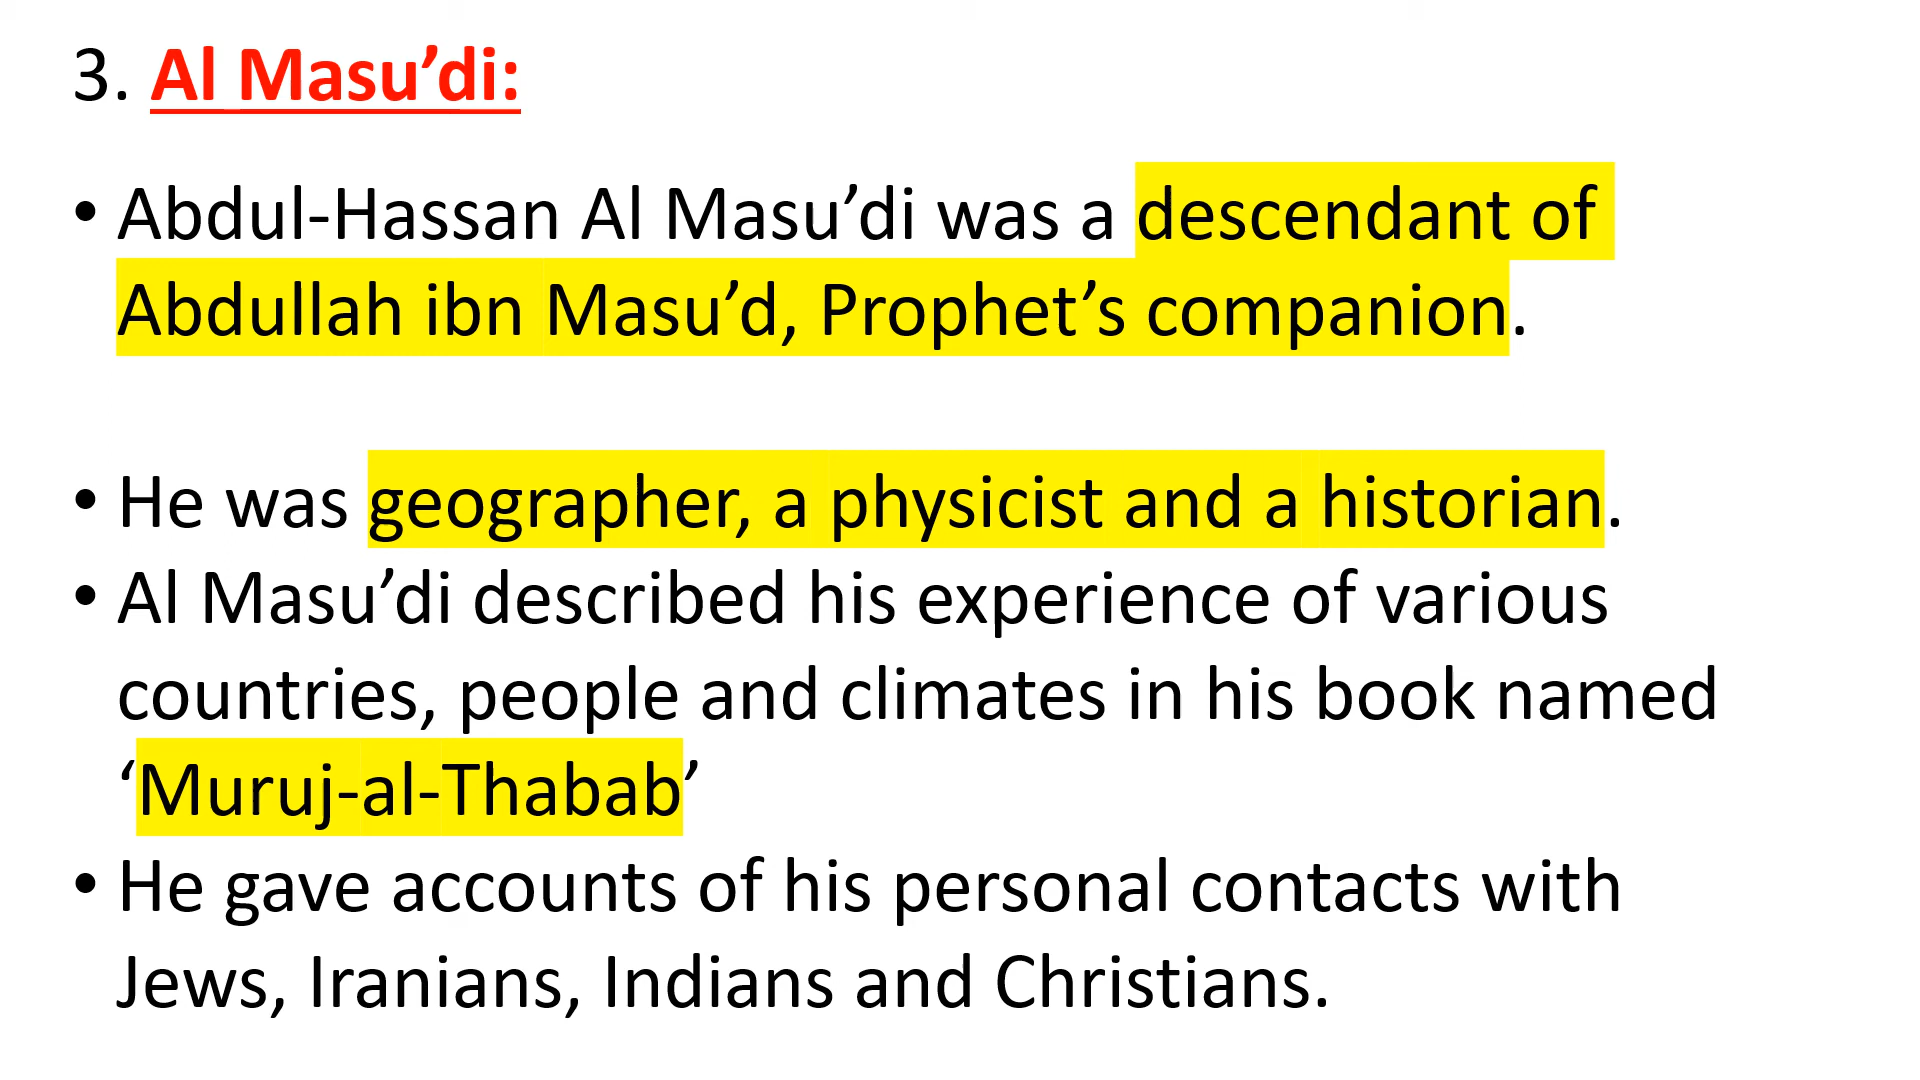 3. Al Masu’di:
• Abdul-Hassan Al Masu’di was a descendant of
Abdullah ibn Masu’d, Prophet’s companion.
• He was geographer, a physicist and a historian.
• Al Masu’di described his experience of various
countries, people and climates in his book named
‘Muruj-al-Thabab’
• He gave accounts of his personal contacts with
Jews, Iranians, Indians and Christians.